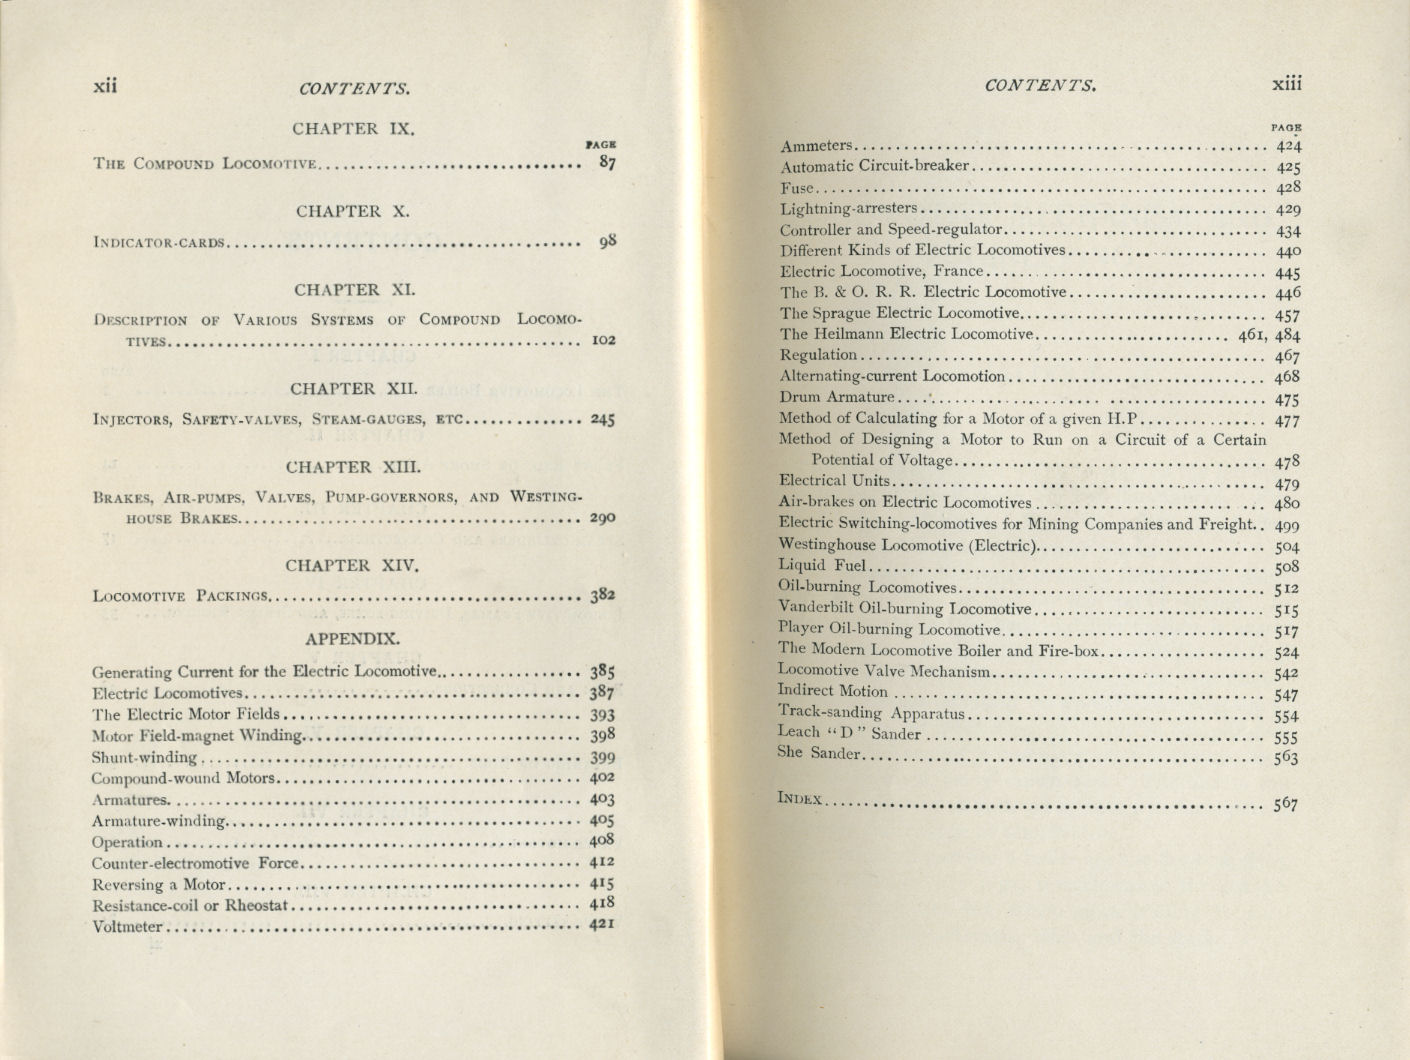 xii
CONTENTS.
CHAPTER IX.
PAGE
THE COMPOUND LOCOMOTIVE 87
CHAPTER X.
INDICATOR-CARDS 98
CHAPTER XI.
DESCRIPTION OF VARIOUS SYSTEMS OF COMPOUND LOCOMO-
TIVES 102
CHAPTER XII.
INJECTORS, SAFETY-VALVES, STEAM-GAUGES, ETC. 245
CHAPTER XIII.
BRAKES, AIR-PUMPS, VALVES, PUMP-GOVERNORS, AND WESTING-
HOUSE BRAKES 290
CHAPTER XIV.
LOCOMOTIVE PACKINGS 382
APPENDIX.
Generating Current for the Electric Locomotive 385
Electric Locomotives 387
The Electric Motor Fields 393
Motor Field-magnet Winding 398
Shunt-winding 399
Compound-wound Motors 402
Armatures 403
Armature-winding 405
Operation 408
Counter-electromotive Force 412
Reversing a Motor 415
Resistance-coil or Rheostat 418
Voltmeter 421
CONTENTS.
xiii
PAGE
Ammeters 424
Automatic Circuit-breaker 425
Fuse 428
Lightning-arresters 429
Controller and Speed-regulator 434
Different Kinds of Electric Locomotives 440
Electric Locomotive, France 445
The B. & O. R. R. Electric Locomotive 446
The Sprague Electric Locomotive 457
The Heilmann Electric Locomotive 461, 484
Regulation 467
Alternating-current Locomotion 468
Drum Armature 475
Method of Calculating for a Motor of a given H.P. 477
Method of Designing a Motor to Run on a Circuit of a Certain
Potential of Voltage 478
Electrical Units 479
Air-brakes on Electric Locomotives 480
Electric Switching-locomotives for Mining Companies and Freight 499
Westinghouse Locomotive (Electric) 504
Liquid Fuel 508
Oil-burning Locomotives 512
Vanderbilt Oil-burning Locomotive 515
Player Oil-burning Locomotive 517
The Modern Locomotive Boiler and Fire-box 524
Locomotive Valve Mechanism 542
Indirect Motion 547
Track-sanding Apparatus 554
Leach "D" Sander 555
She Sander 563
INDEX 567